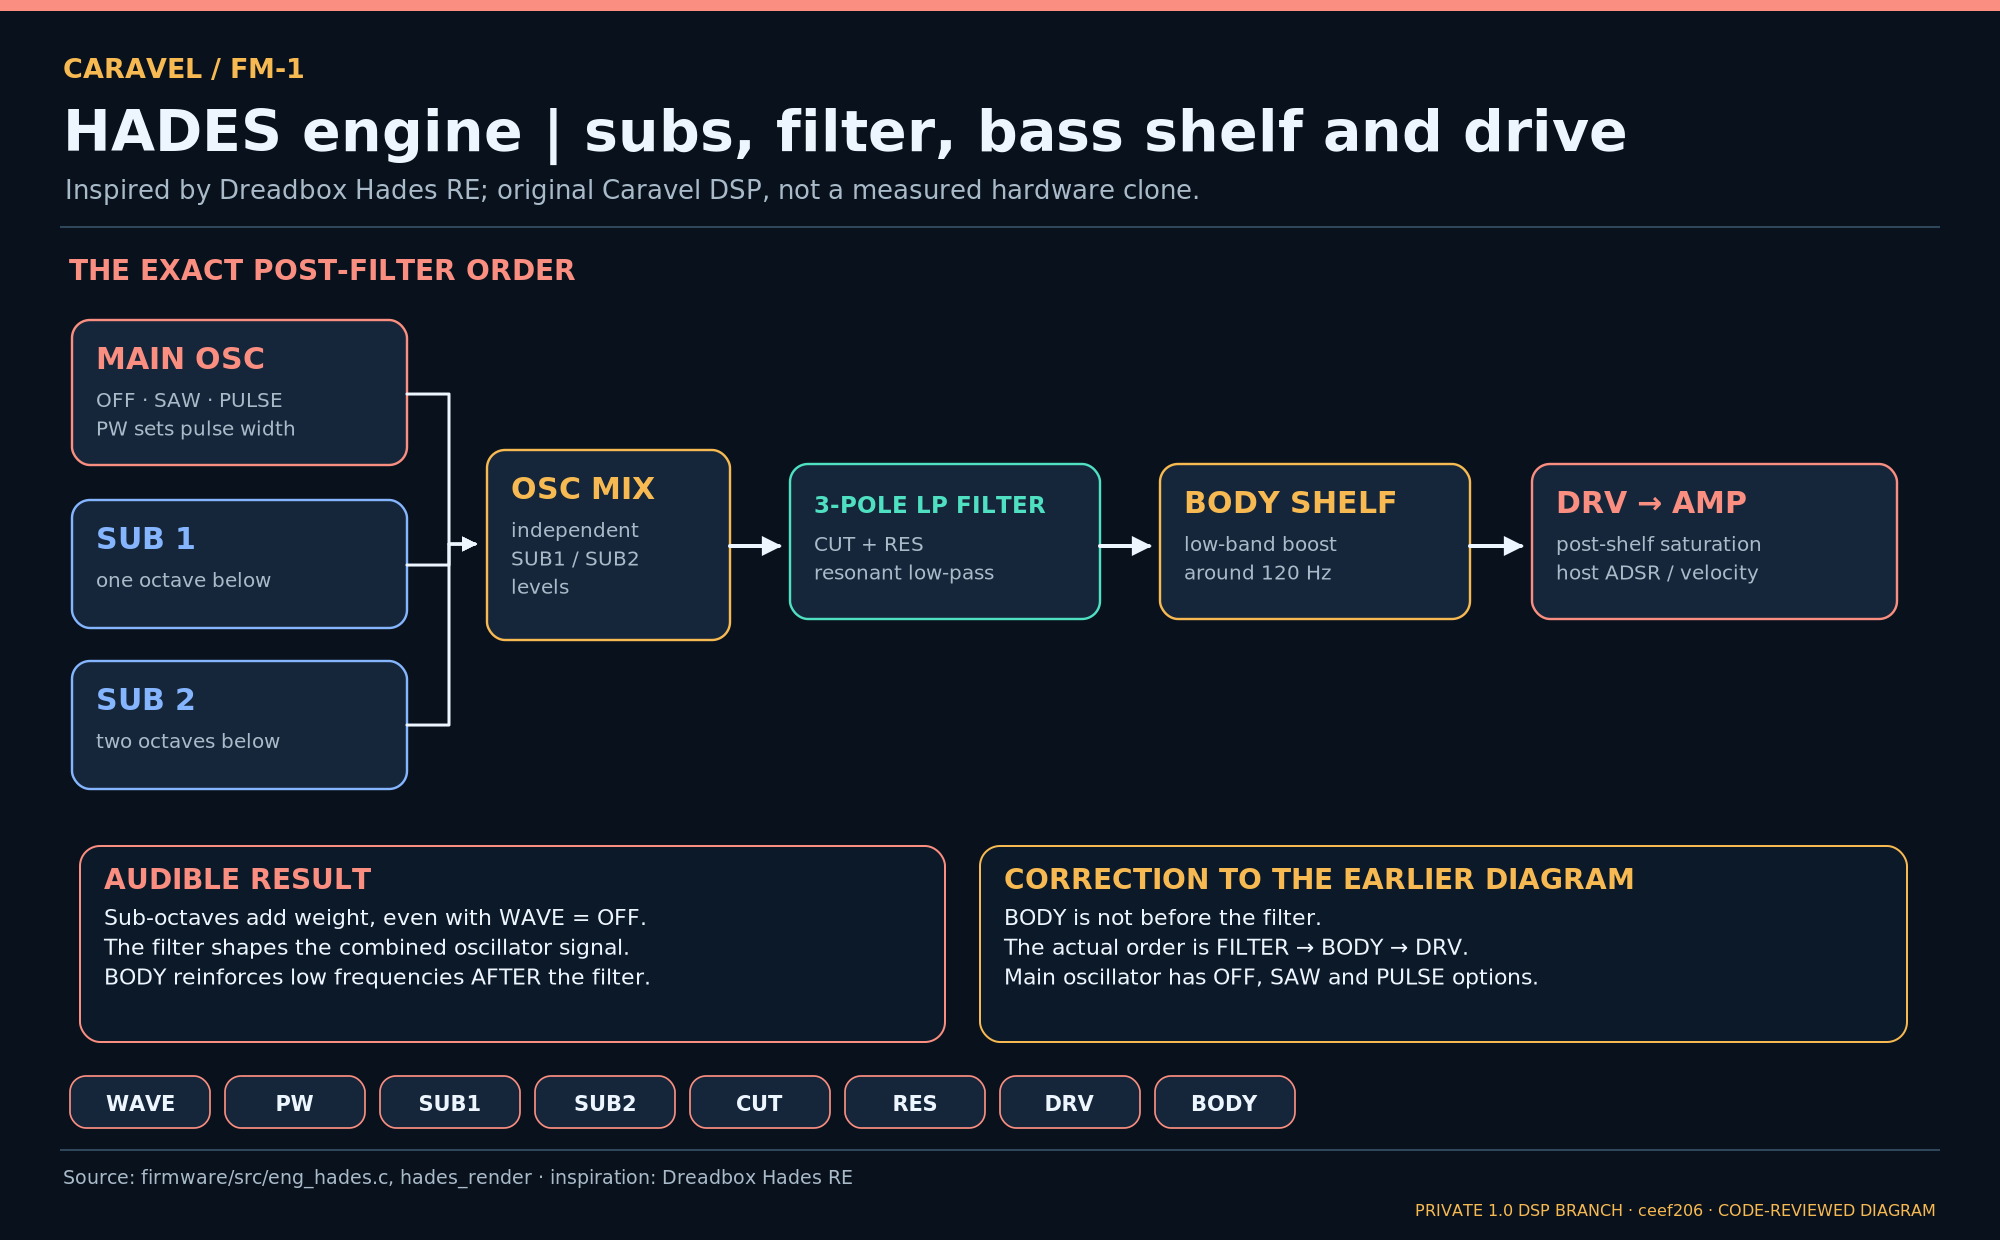 CARAVEL / FM-1
HADES engine | subs, filter, bass shelf and drive
Inspired by Dreadbox Hades RE; original Caravel DSP, not a measured hardware clone.
THE EXACT POST-FILTER ORDER
MAIN OSC
OFF · SAW · PULSE
PW sets pulse width
SUB 1
one octave below
SUB 2
two octaves below
OSC MIX
independent
SUB1 / SUB2
levels
3-POLE LP FILTER
CUT + RES
resonant low-pass
BODY SHELF
low-band boost
around 120 Hz
DRV → AMP
post-shelf saturation
host ADSR / velocity
AUDIBLE RESULT
Sub-octaves add weight, even with WAVE = OFF.
The filter shapes the combined oscillator signal.
BODY reinforces low frequencies AFTER the filter.
CORRECTION TO THE EARLIER DIAGRAM
BODY is not before the filter.
The actual order is FILTER → BODY → DRV.
Main oscillator has OFF, SAW and PULSE options.
WAVE PW SUB1 SUB2 CUT RES DRV BODY
Source: firmware/src/eng_hades.c, hades_render · inspiration: Dreadbox Hades RE
PRIVATE 1.0 DSP BRANCH · ceef206 · CODE-REVIEWED DIAGRAM